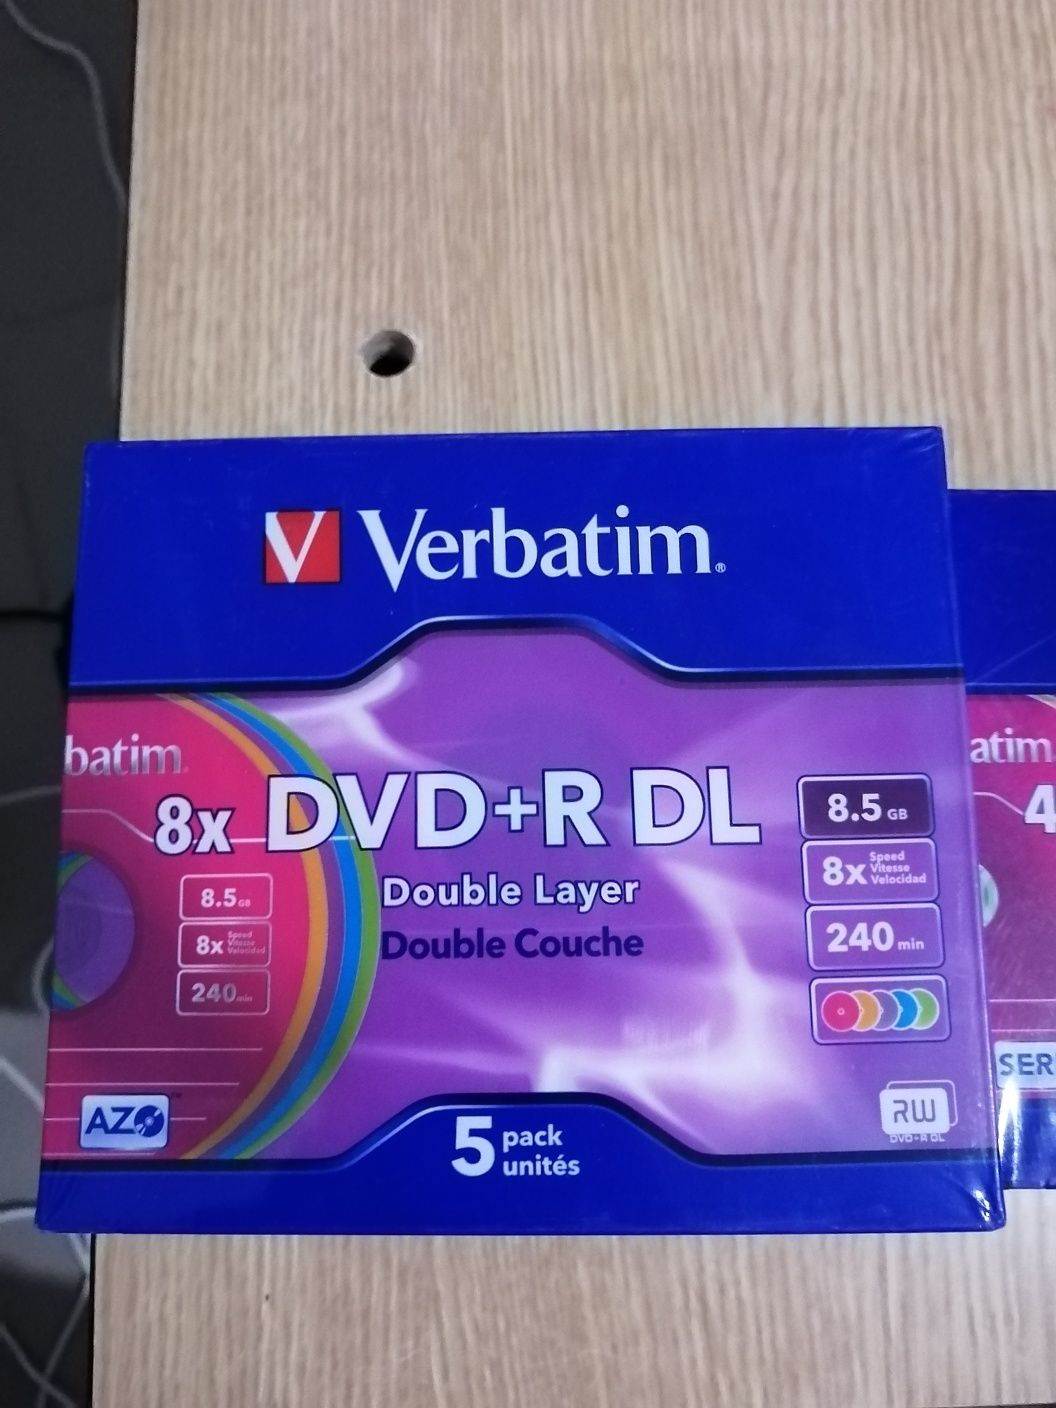 Verbatim®
batim
8x DVD+R DL
Double Layer
Double Couche
8.5 GB
8x Speed
Vitesse
Velocidad
240 min
8.5 GB
8x Speed
Vitesse
Velocidad
240 min
AZO
5 pack
unités
RW
DVD+R DL
atim
4
SER